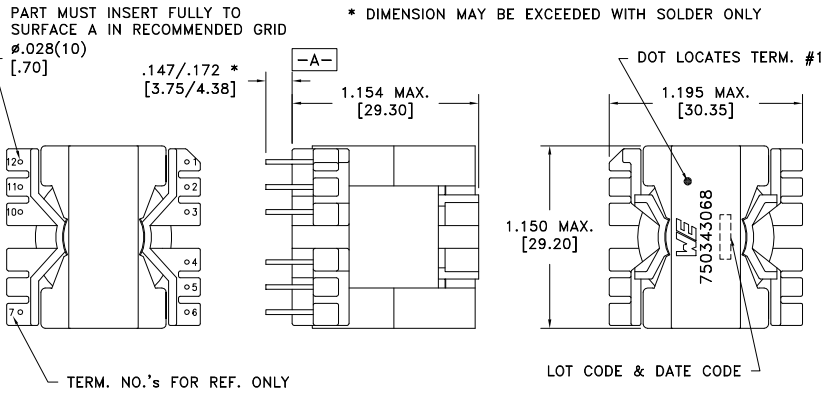 PART MUST INSERT FULLY TO
SURFACE A IN RECOMMENDED GRID
ø.028(10)
[.70]
* DIMENSION MAY BE EXCEEDED WITH SOLDER ONLY
.147/.172 *
[3.75/4.38]
-A-
1.154 MAX.
[29.30]
DOT LOCATES TERM. #1
1.195 MAX.
[30.35]
12
1
11
2
10
3
4
5
7
6
1.150 MAX.
[29.20]
WE
750343068
TERM. NO.'s FOR REF. ONLY
LOT CODE & DATE CODE